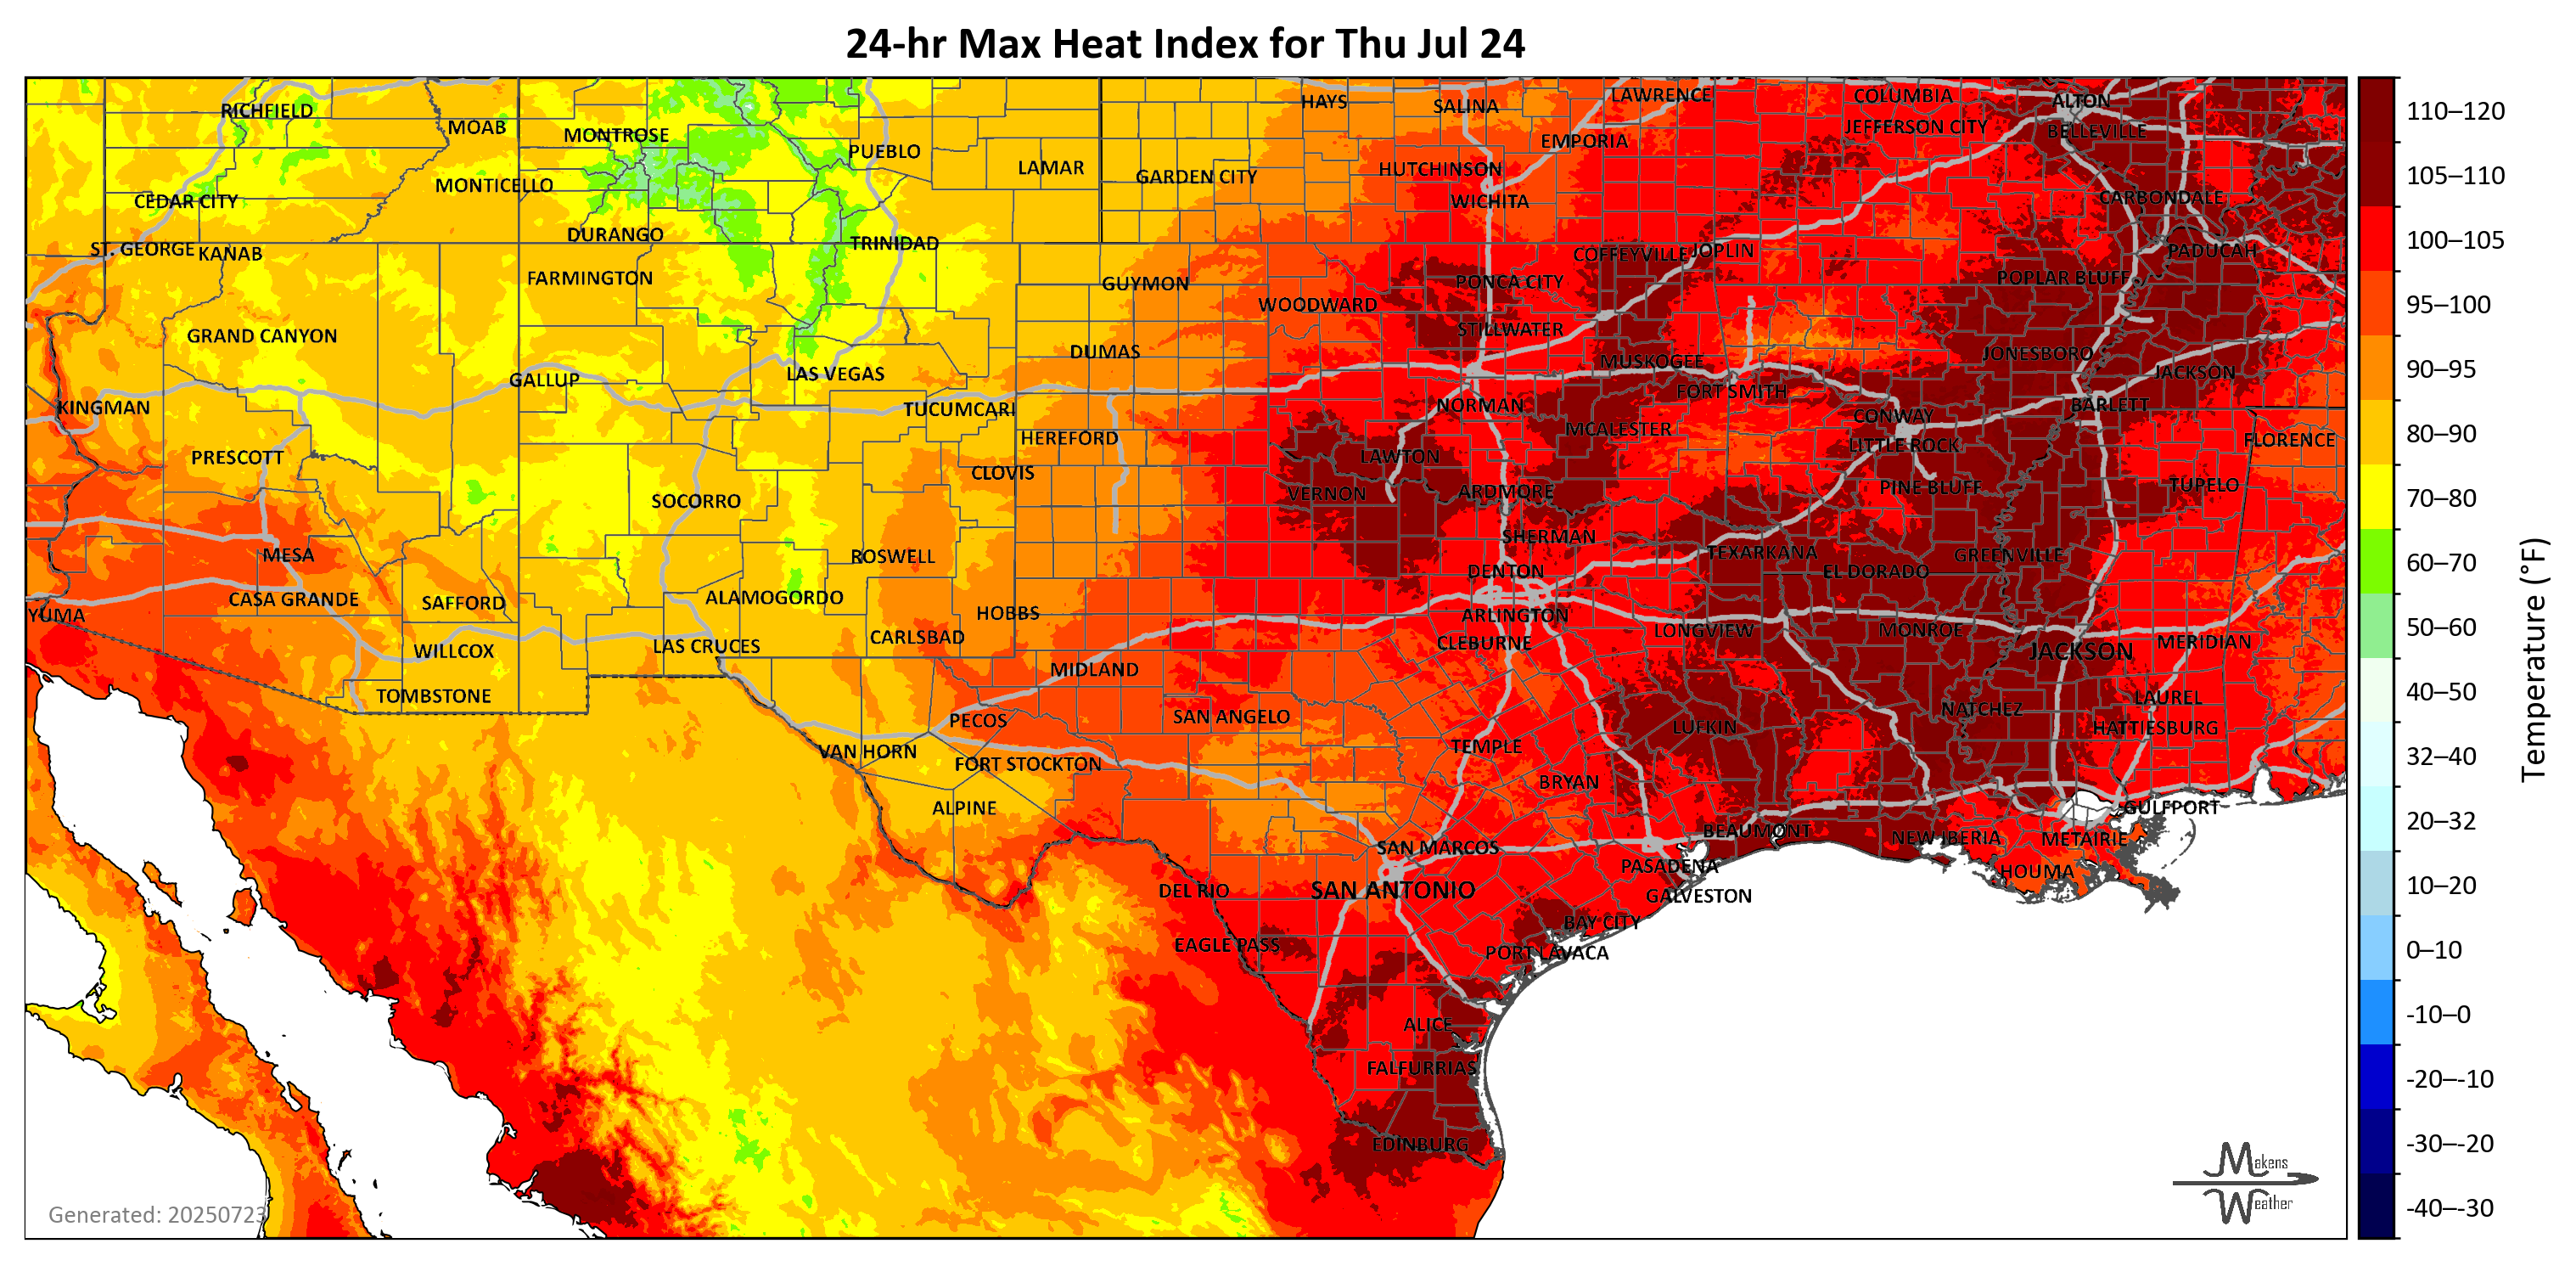 24-hr Max Heat Index for Thu Jul 24
RICHFIELD
MOAB
MONTROSE
PUEBLO
LAMAR
GARDEN CITY
HAYS
SALINA
LAWRENCE
EMPORIA
HUTCHINSON
WICHITA
COLUMBIA
JEFFERSON CITY
ALTON
BELLEVILLE
CARBONDALE
CEDAR CITY
MONTICELLO
DURANGO
TRINIDAD
ST. GEORGE
KANAB
FARMINGTON
GUYMON
WOODWARD
PONCA CITY
COFFEYVILLE
JOPLIN
POPLAR BLUFF
PADUCAH
GRAND CANYON
DUMAS
STILLWATER
MUSKOGEE
JONESBORO
JACKSON
KINGMAN
GALLUP
LAS VEGAS
TUCUMCARI
HEREFORD
NORMAN
FORT SMITH
CONWAY
BARLETT
PRESCOTT
CLOVIS
LAWTON
MCALESTER
LITTLE ROCK
FLORENCE
SOCORRO
VERNON
ARDMORE
PINE BLUFF
TUPELO
MESA
ROSWELL
SHERMAN
TEXARKANA
GREENVILLE
YUMA
CASA GRANDE
SAFFORD
ALAMOGORDO
HOBBS
DENTON
ARLINGTON
EL DORADO
WILLCOX
LAS CRUCES
CARLSBAD
MIDLAND
CLEBURNE
LONGVIEW
MONROE
JACKSON
MERIDIAN
TOMBSTONE
PECOS
SAN ANGELO
TEMPLE
LUFKIN
NATCHEZ
LAUREL
HATTIESBURG
VAN HORN
FORT STOCKTON
BRYAN
ALPINE
SAN MARCOS
BEAUMONT
NEW IBERIA
METAIRIE
GULFPORT
DEL RIO
SAN ANTONIO
PASADENA
GALVESTON
HOUMA
EAGLE PASS
BAY CITY
PORT LAVACA
ALICE
FALFURRIAS
EDINBURG
Generated: 20250723
Makens
Weather
110–120
105–110
100–105
95–100
90–95
80–90
70–80
60–70
50–60
40–50
32–40
20–32
10–20
0–10
-10–0
-20–-10
-30–-20
-40–-30
Temperature (°F)